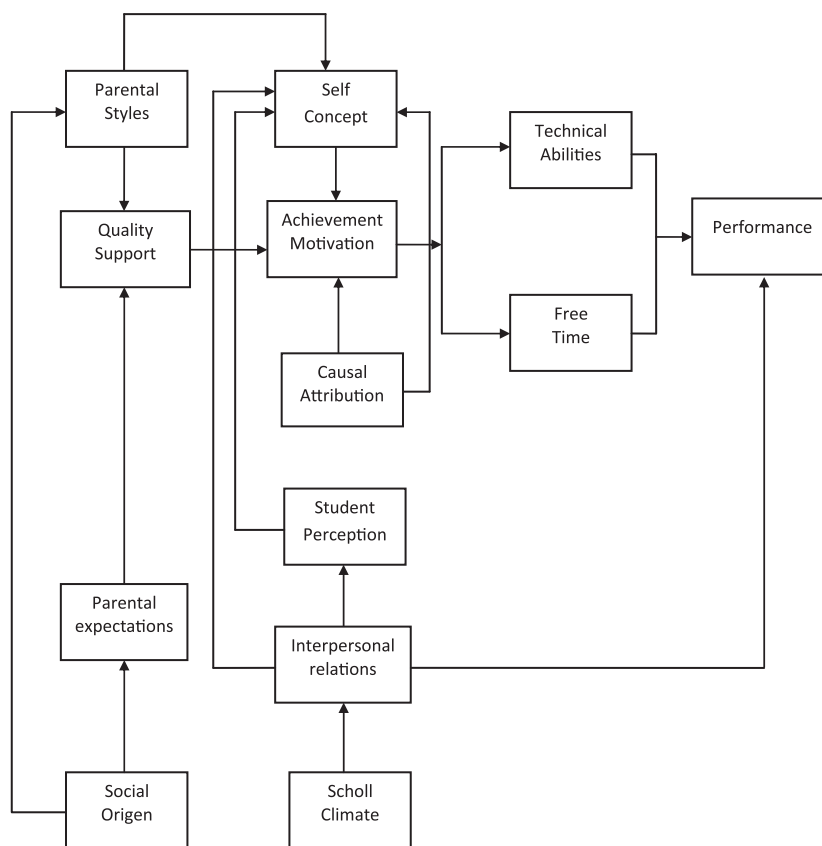 Parental
Styles
Self
Concept
Technical
Abilities
Quality
Support
Achievement
Motivation
Performance
Free
Time
Causal
Attribution
Student
Perception
Parental
expectations
Interpersonal
relations
Social
Origen
Scholl
Climate